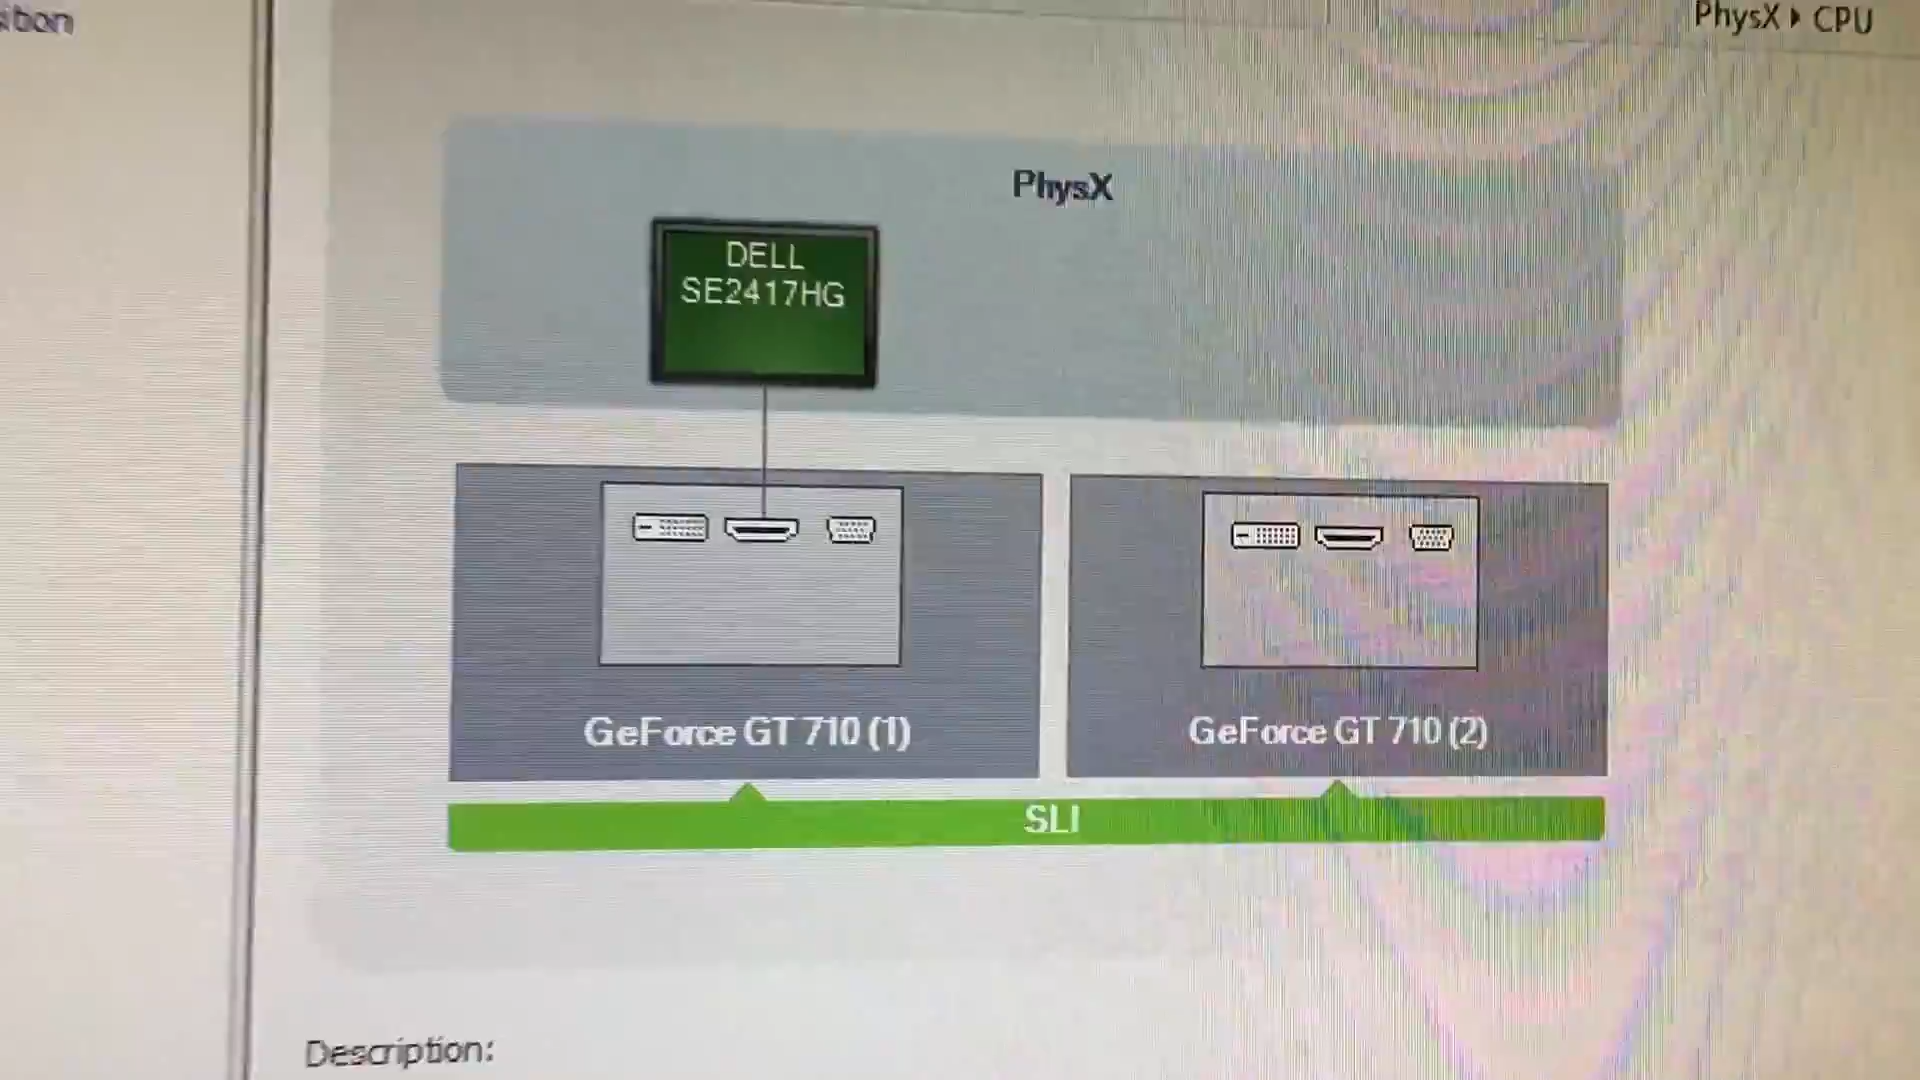 PhysX ▸ CPU
PhysX
DELL
SE2417HG
GeForce GT 710 (1)
GeForce GT 710 (2)
SLI
Description: